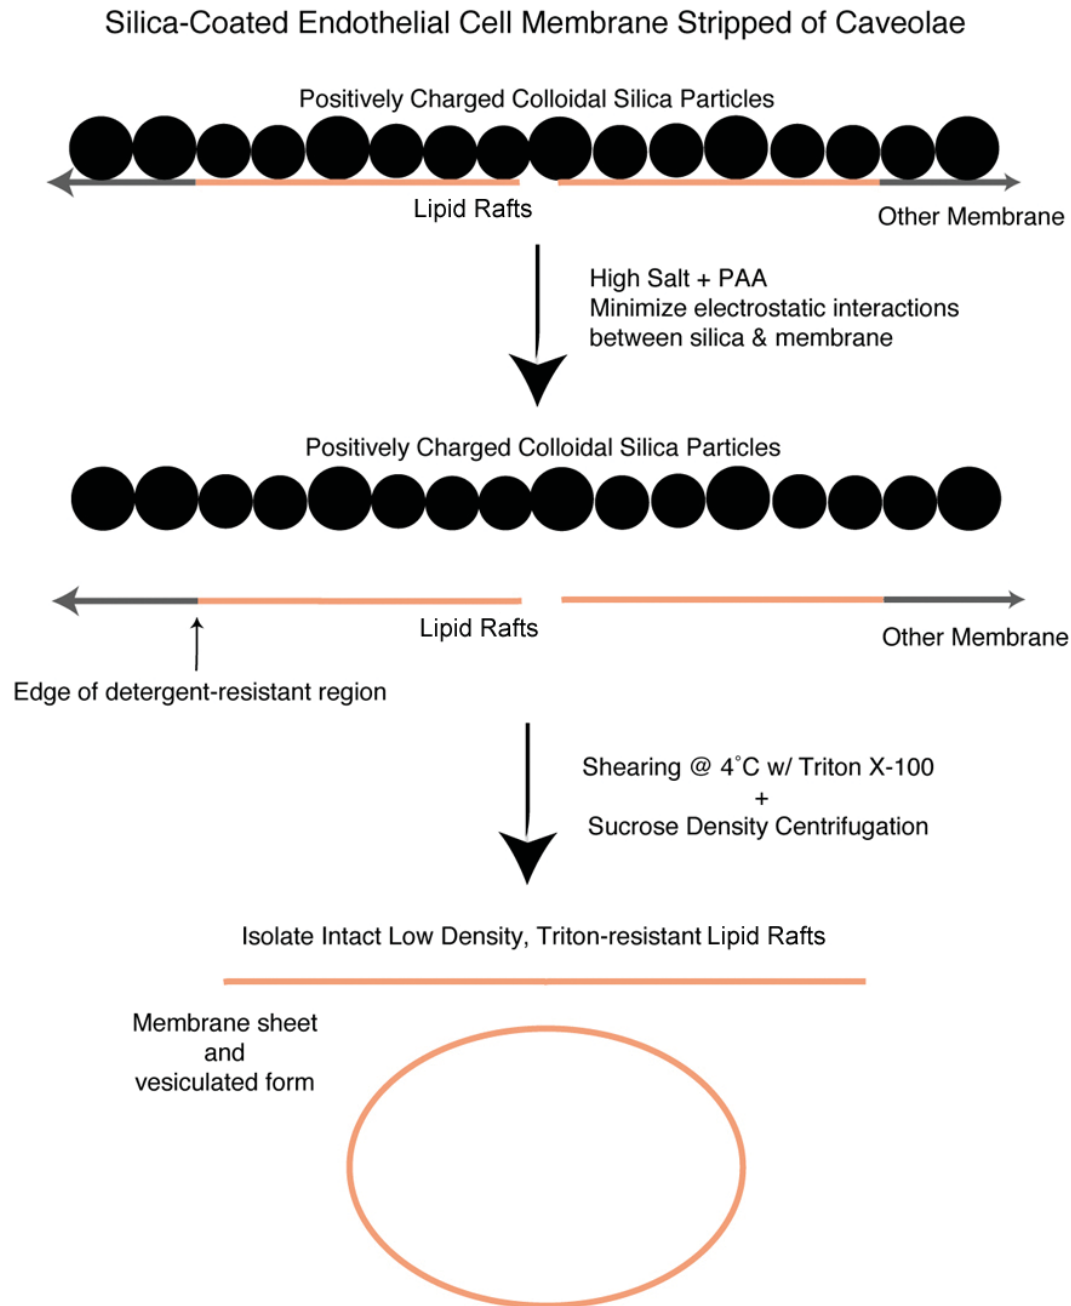 Silica-Coated Endothelial Cell Membrane Stripped of Caveolae
Positively Charged Colloidal Silica Particles
Lipid Rafts
Other Membrane
High Salt + PAA
Minimize electrostatic interactions
between silica & membrane
Positively Charged Colloidal Silica Particles
Lipid Rafts
Other Membrane
Edge of detergent-resistant region
Shearing @ 4°C w/ Triton X-100
+
Sucrose Density Centrifugation
Isolate Intact Low Density, Triton-resistant Lipid Rafts
Membrane sheet
and
vesiculated form